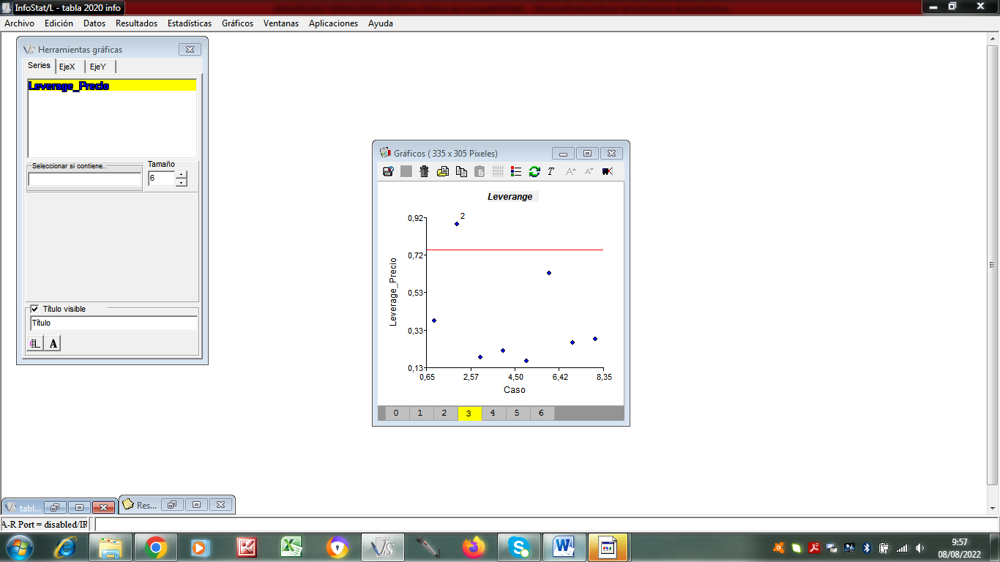 InfoStat/L - tabla 2020 info
Archivo Edición Datos Resultados Estadísticas Gráficos Ventanas Aplicaciones Ayuda
Herramientas gráficas
Series EjeX EjeY
Leverage_Precio
Seleccionar si contiene..
Tamaño
6
Título visible
Título
L A
Gráficos ( 335 x 305 Pixeles)
T A A
Leverange
2
0,92
0,72
0,53
0,33
0,13
Leverage_Precio
0,65 2,57 4,50 6,42 8,35
Caso
0 1 2 3 4 5 6
tabl...
Res...
A-R Port = disabled/IF
9:57
08/08/2022